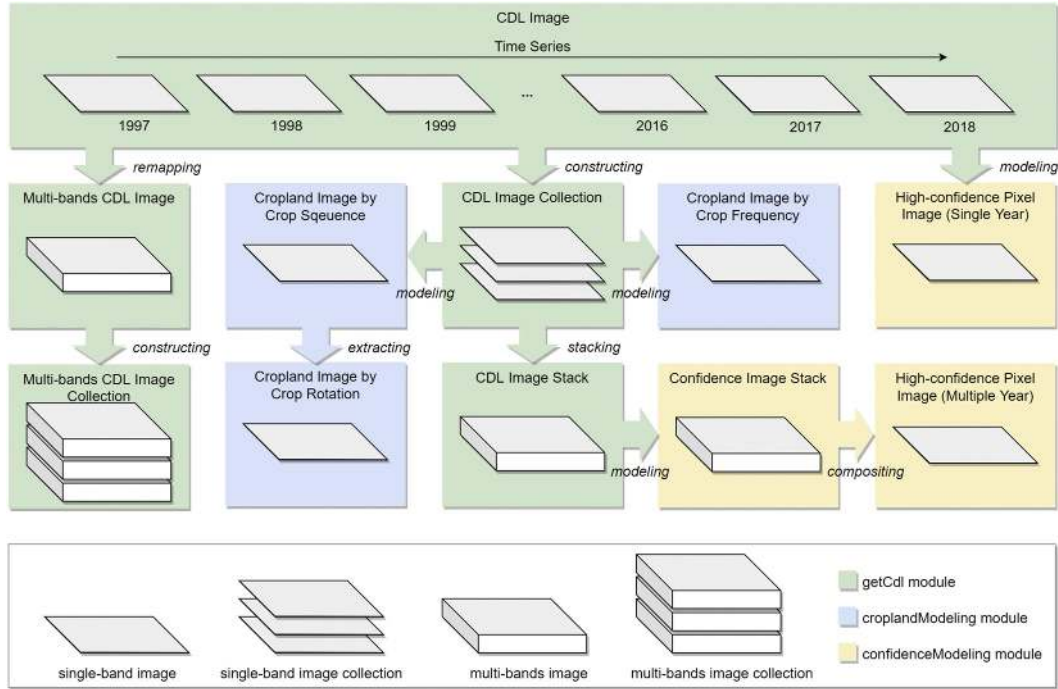 CDL Image
Time Series
...
1997
1998
1999
2016
2017
2018
remapping
constructing
modeling
Multi-bands CDL Image
Cropland Image by
Crop Sqeuence
CDL Image Collection
Cropland Image by
Crop Frequency
High-confidence Pixel
Image (Single Year)
modeling
modeling
constructing
extracting
stacking
Multi-bands CDL Image
Collection
Cropland Image by
Crop Rotation
CDL Image Stack
Confidence Image Stack
High-confidence Pixel
Image (Multiple Year)
modeling
compositing
getCdl module
croplandModeling module
confidenceModeling module
single-band image
single-band image collection
multi-bands image
multi-bands image collection